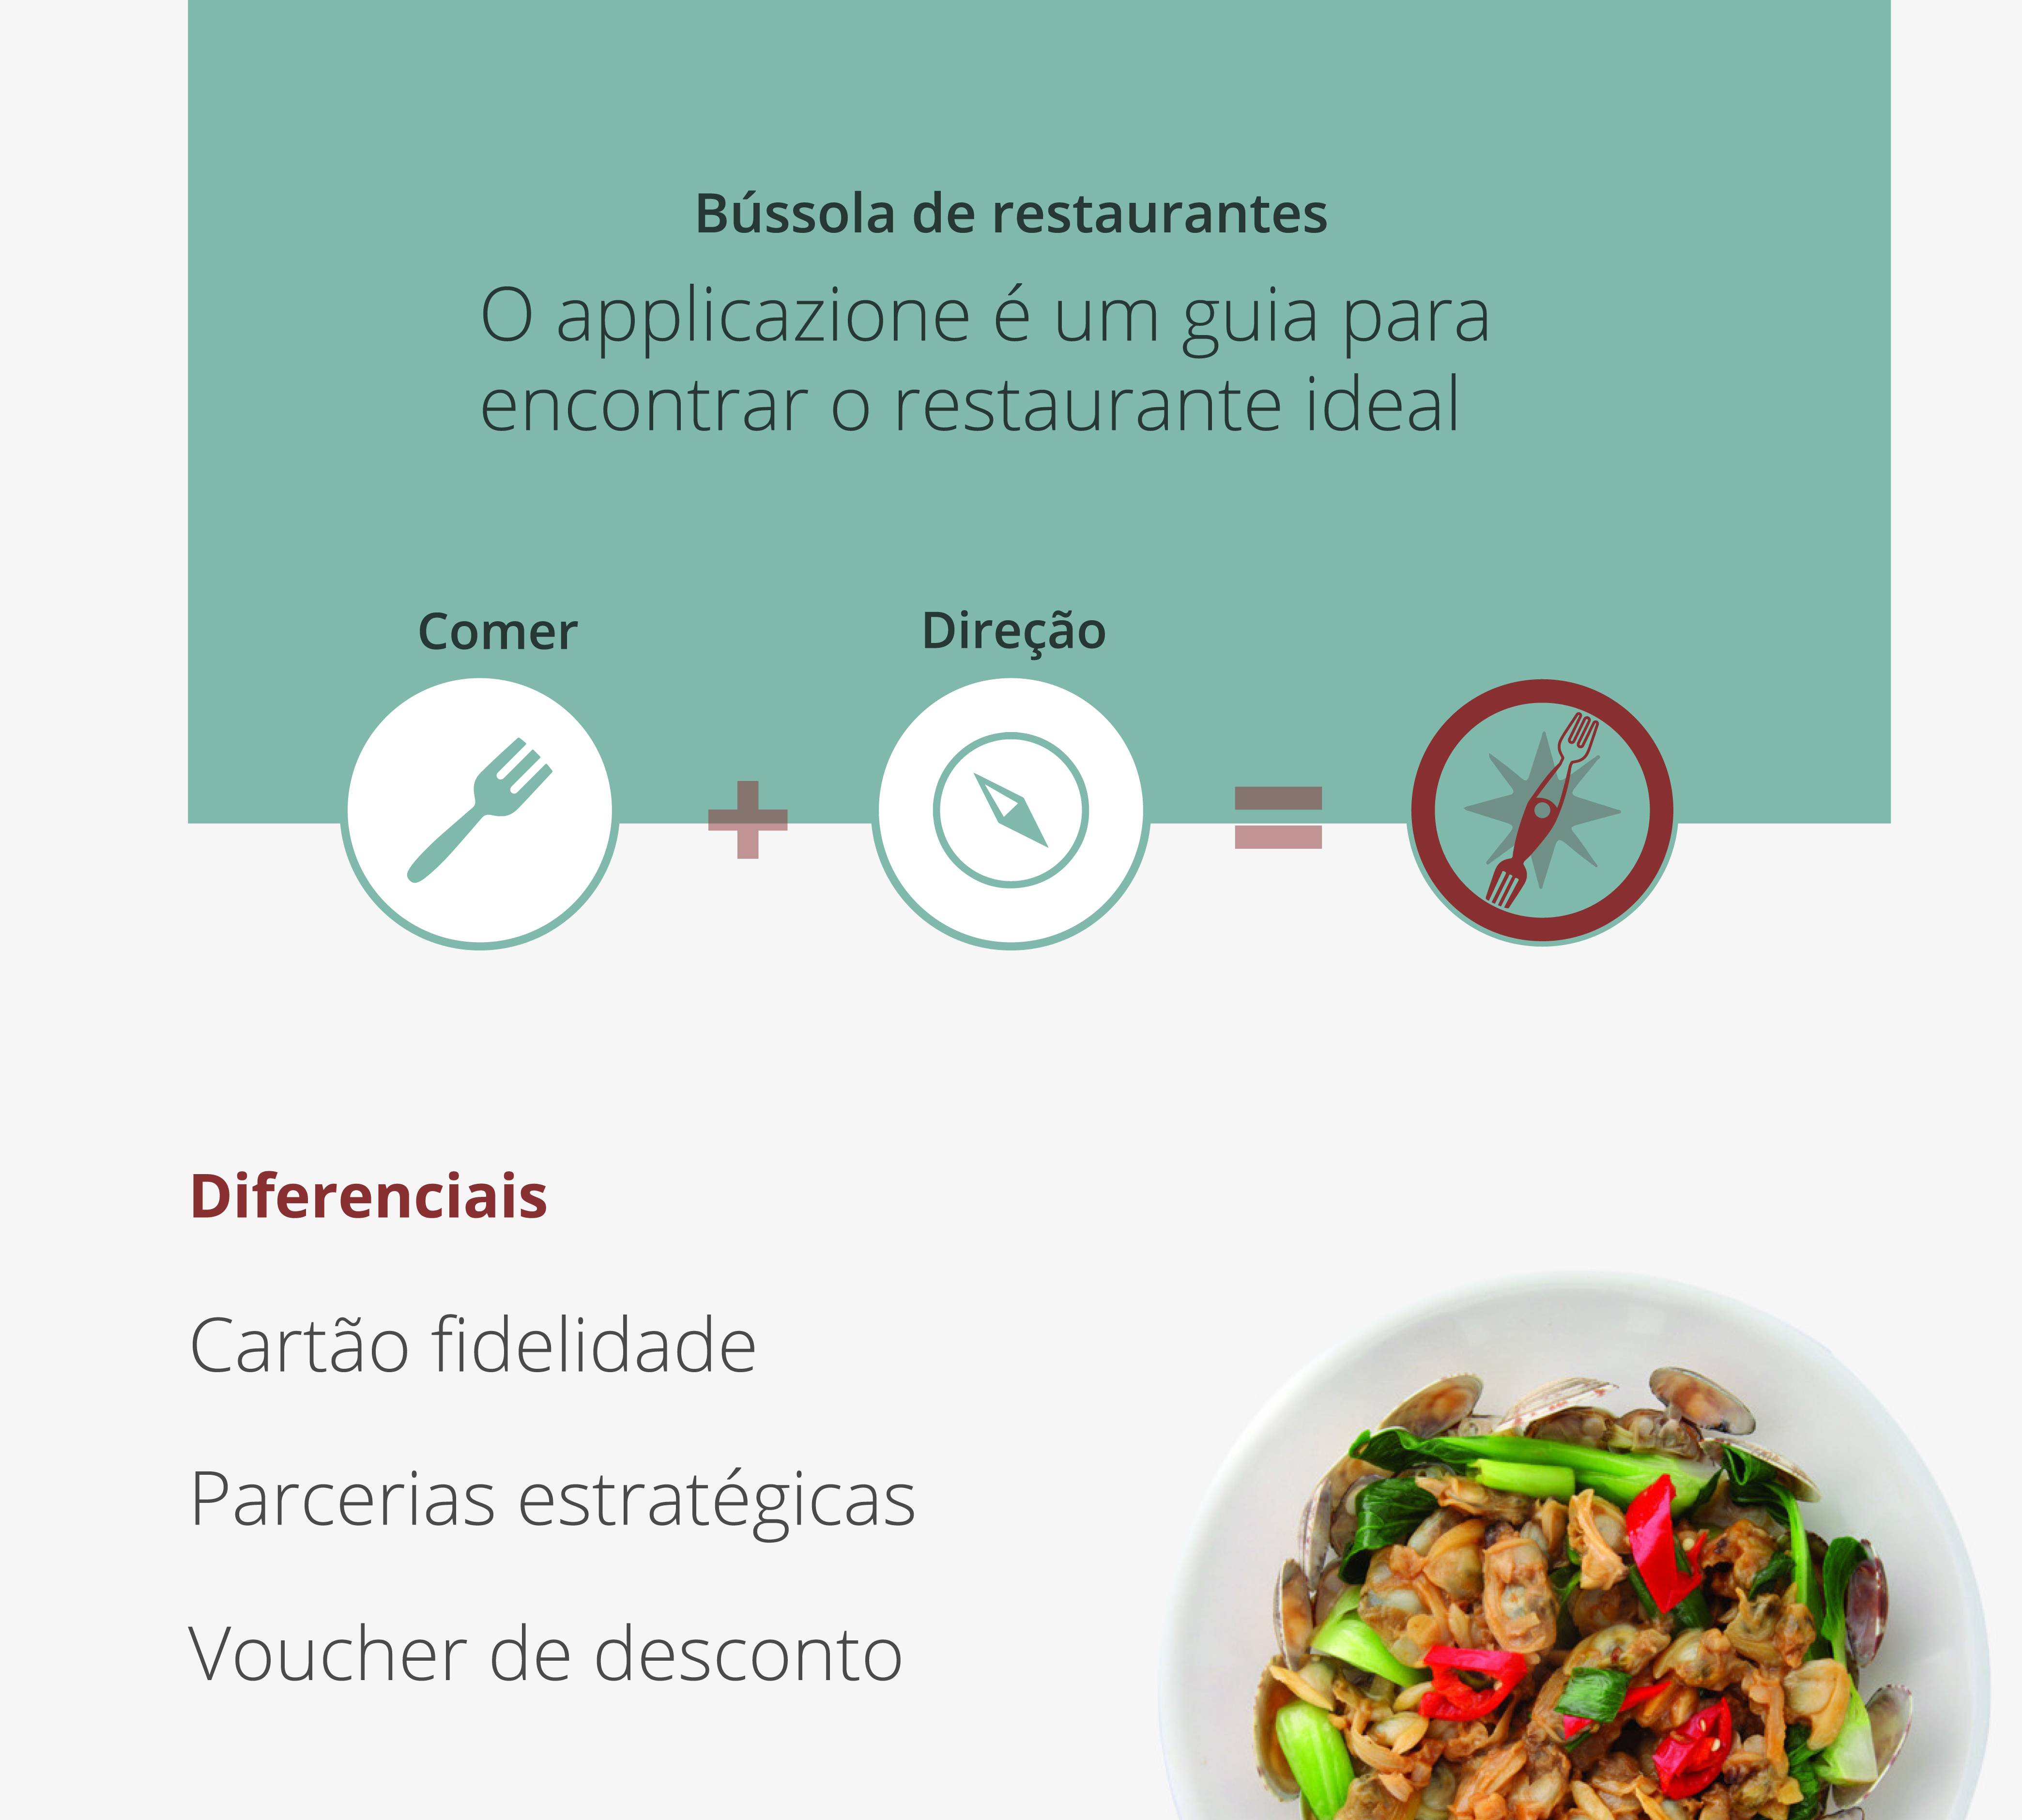 Bússola de restaurantes
O applicazione é um guia para
encontrar o restaurante ideal
Comer
Direção
Diferenciais
Cartão fidelidade
Parcerias estratégicas
Voucher de desconto